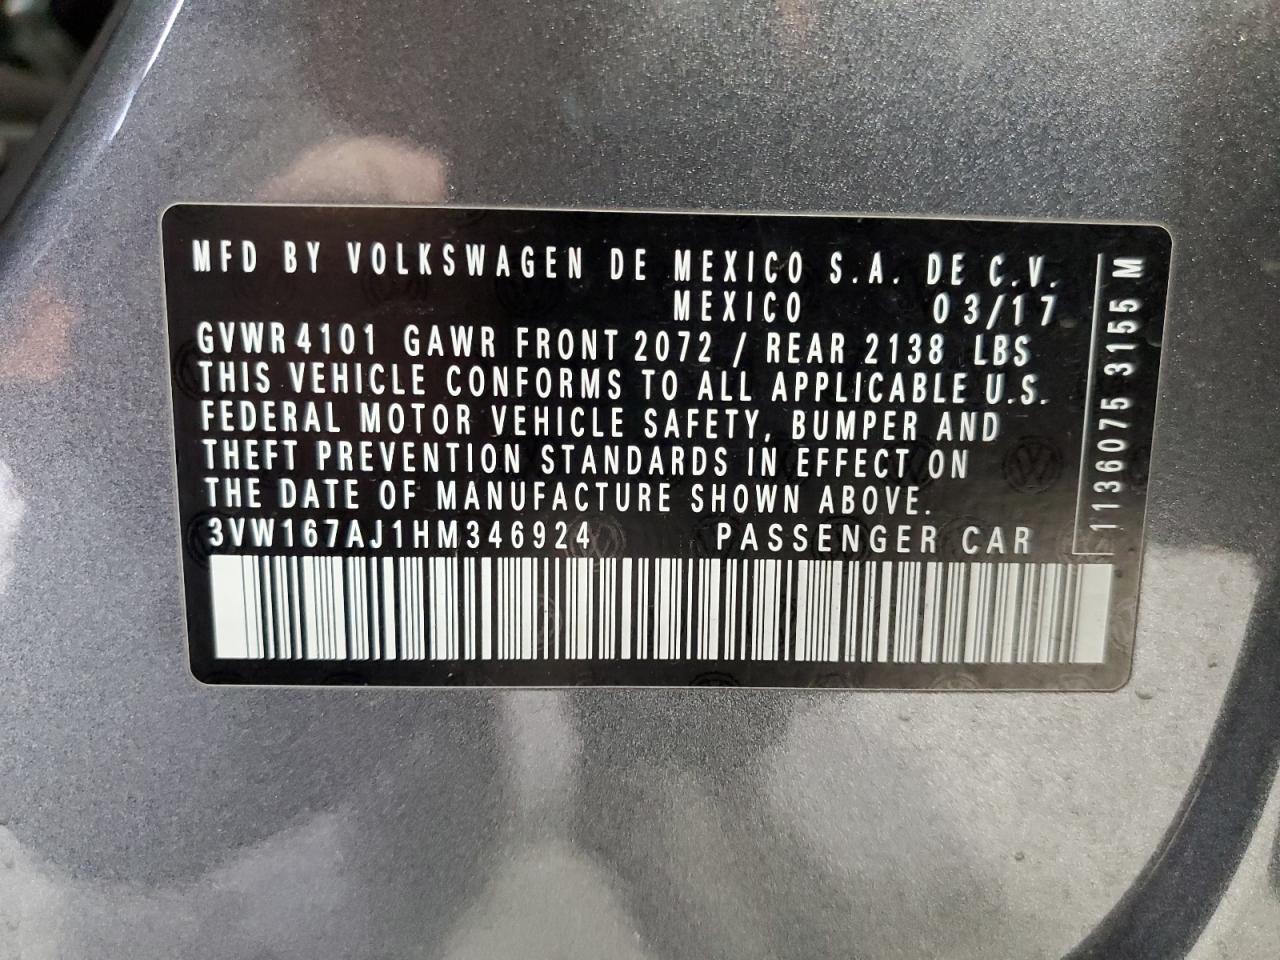 MFD BY VOLKSWAGEN DE MEXICO S.A. DE C.V.
MEXICO 03/17
GVWR 4101 GAWR FRONT 2072 / REAR 2138 LBS
THIS VEHICLE CONFORMS TO ALL APPLICABLE U.S.
FEDERAL MOTOR VEHICLE SAFETY, BUMPER AND
THEFT PREVENTION STANDARDS IN EFFECT ON
THE DATE OF MANUFACTURE SHOWN ABOVE.
3VW167AJ1HM346924 PASSENGER CAR
1136075 3155 M